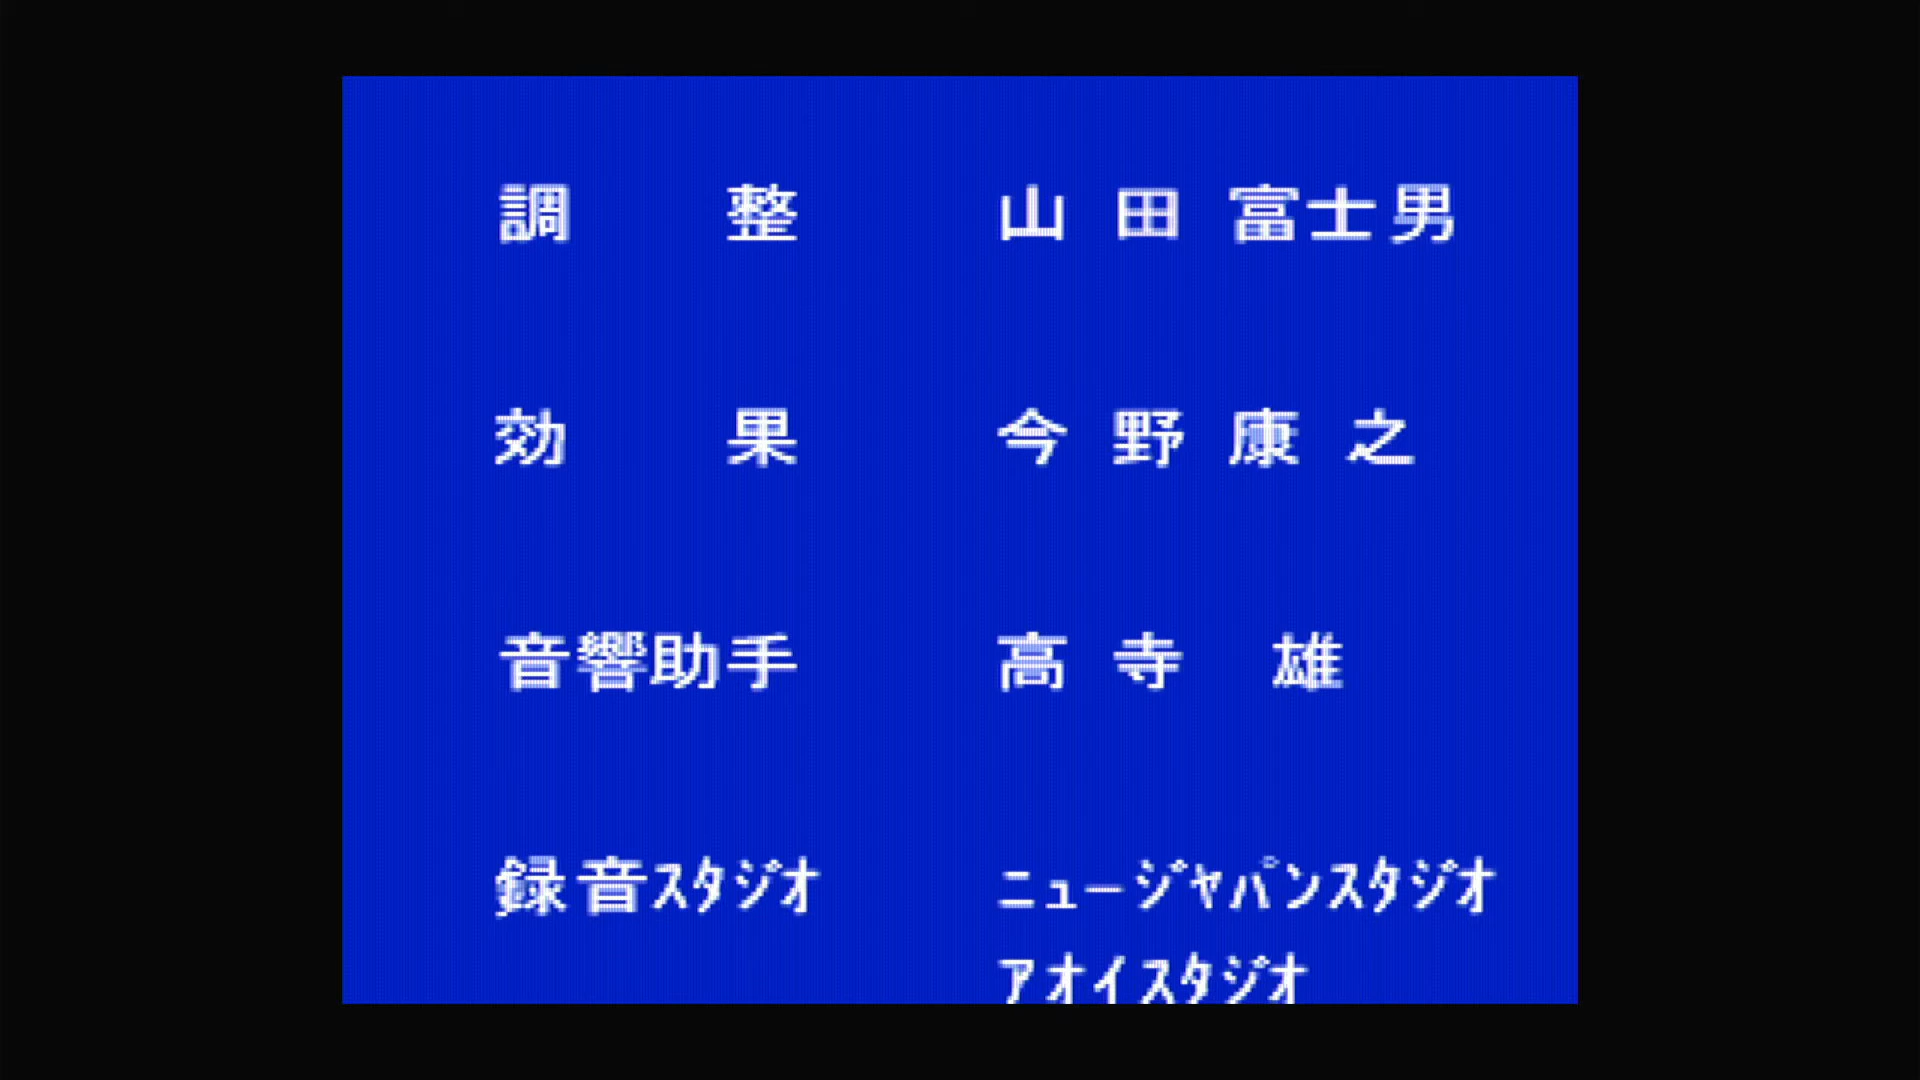 調整 山田富士男
効果 今野康之
音響助手 高寺雄
録音スタジオ ニュージャパンスタジオ
アオイスタジオ